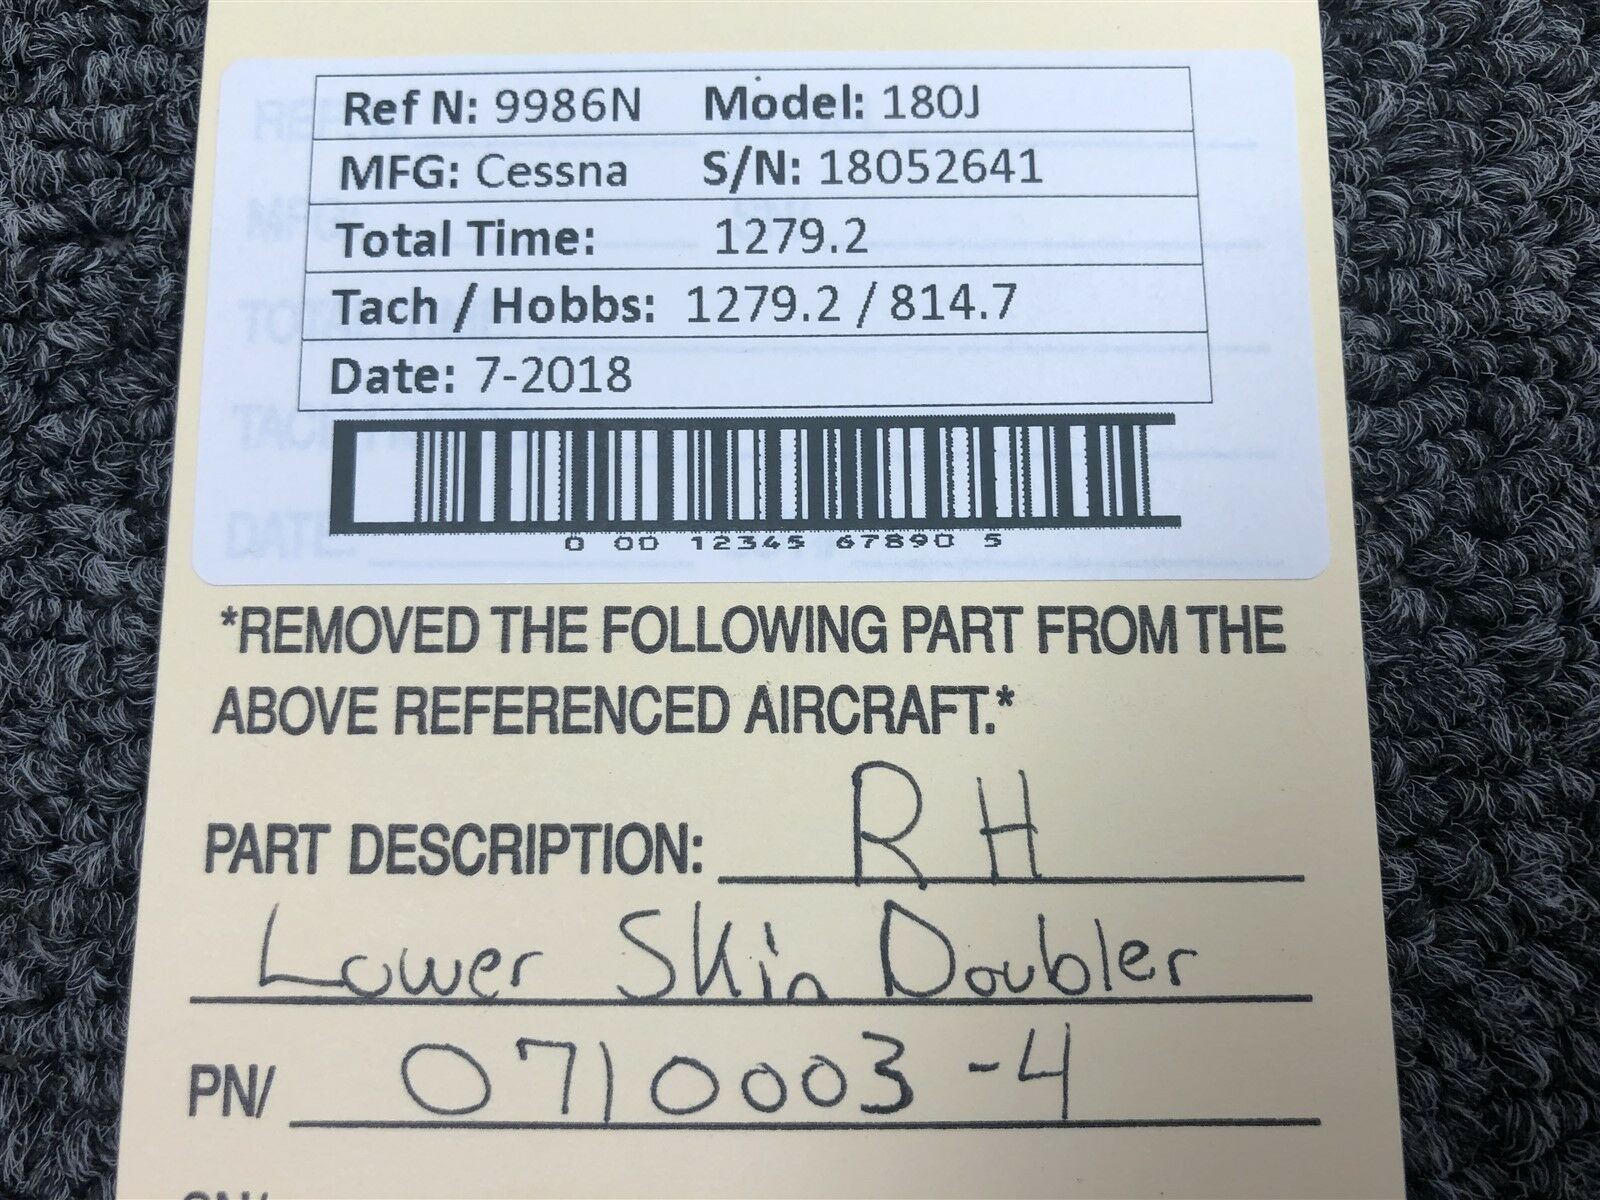 Ref N: 9986N Model: 180J
MFG: Cessna S/N: 18052641
Total Time: 1279.2
Tach / Hobbs: 1279.2 / 814.7
Date: 7-2018
0 00 12345 67890 5
*REMOVED THE FOLLOWING PART FROM THE
ABOVE REFERENCED AIRCRAFT.*
PART DESCRIPTION: RH
Lower Skin Doubler
PN/ 0710003-4